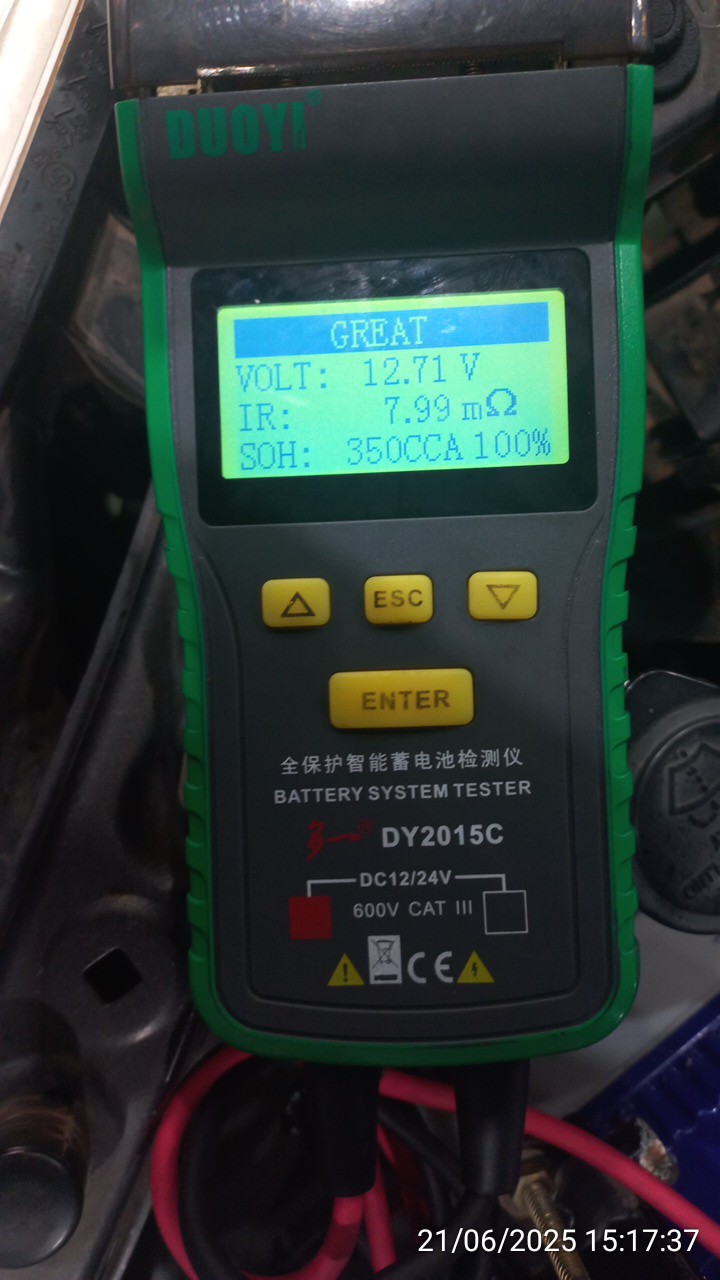 DUOYI®
GREAT
VOLT: 12.71 V
IR: 7.99 mΩ
SOH: 350CCA 100%
ESC
ENTER
全保护智能蓄电池检测仪
BATTERY SYSTEM TESTER
多一® DY2015C
DC12/24V
600V CAT III
CE
21/06/2025 15:17:37